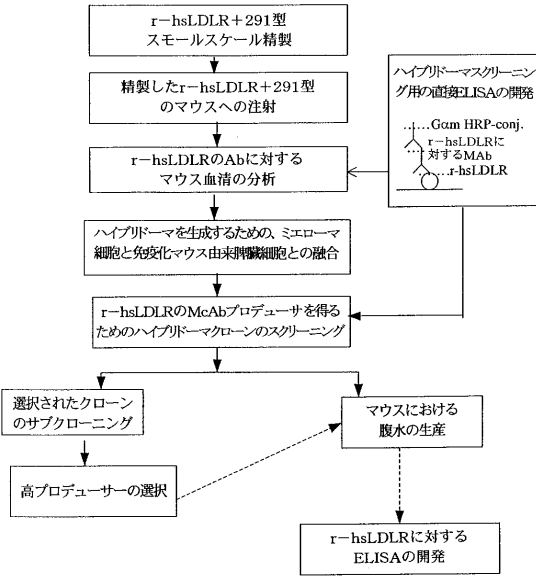 r－hsLDLR＋291型
スモールスケール精製
精製したr－hsLDLR＋291型
のマウスへの注射
r－hsLDLRのAbに対する
マウス血清の分析
ハイブリドーマスクリーニン
グ用の直接ELISAの開発
Gαm HRP-conj.
r－hsLDLRに
対するMAb
r-hsLDLR
ハイブリドーマを生成するための、ミエローマ
細胞と免疫化マウス由来脾臓細胞との融合
r－hsLDLRのMcAbプロデューサを得る
ためのハイブリドーマクローンのスクリーニング
選択されたクローン
のサブクローニング
マウスにおける
腹水の生産
高プロデューサーの選択
r－hsLDLRに対する
ELISAの開発